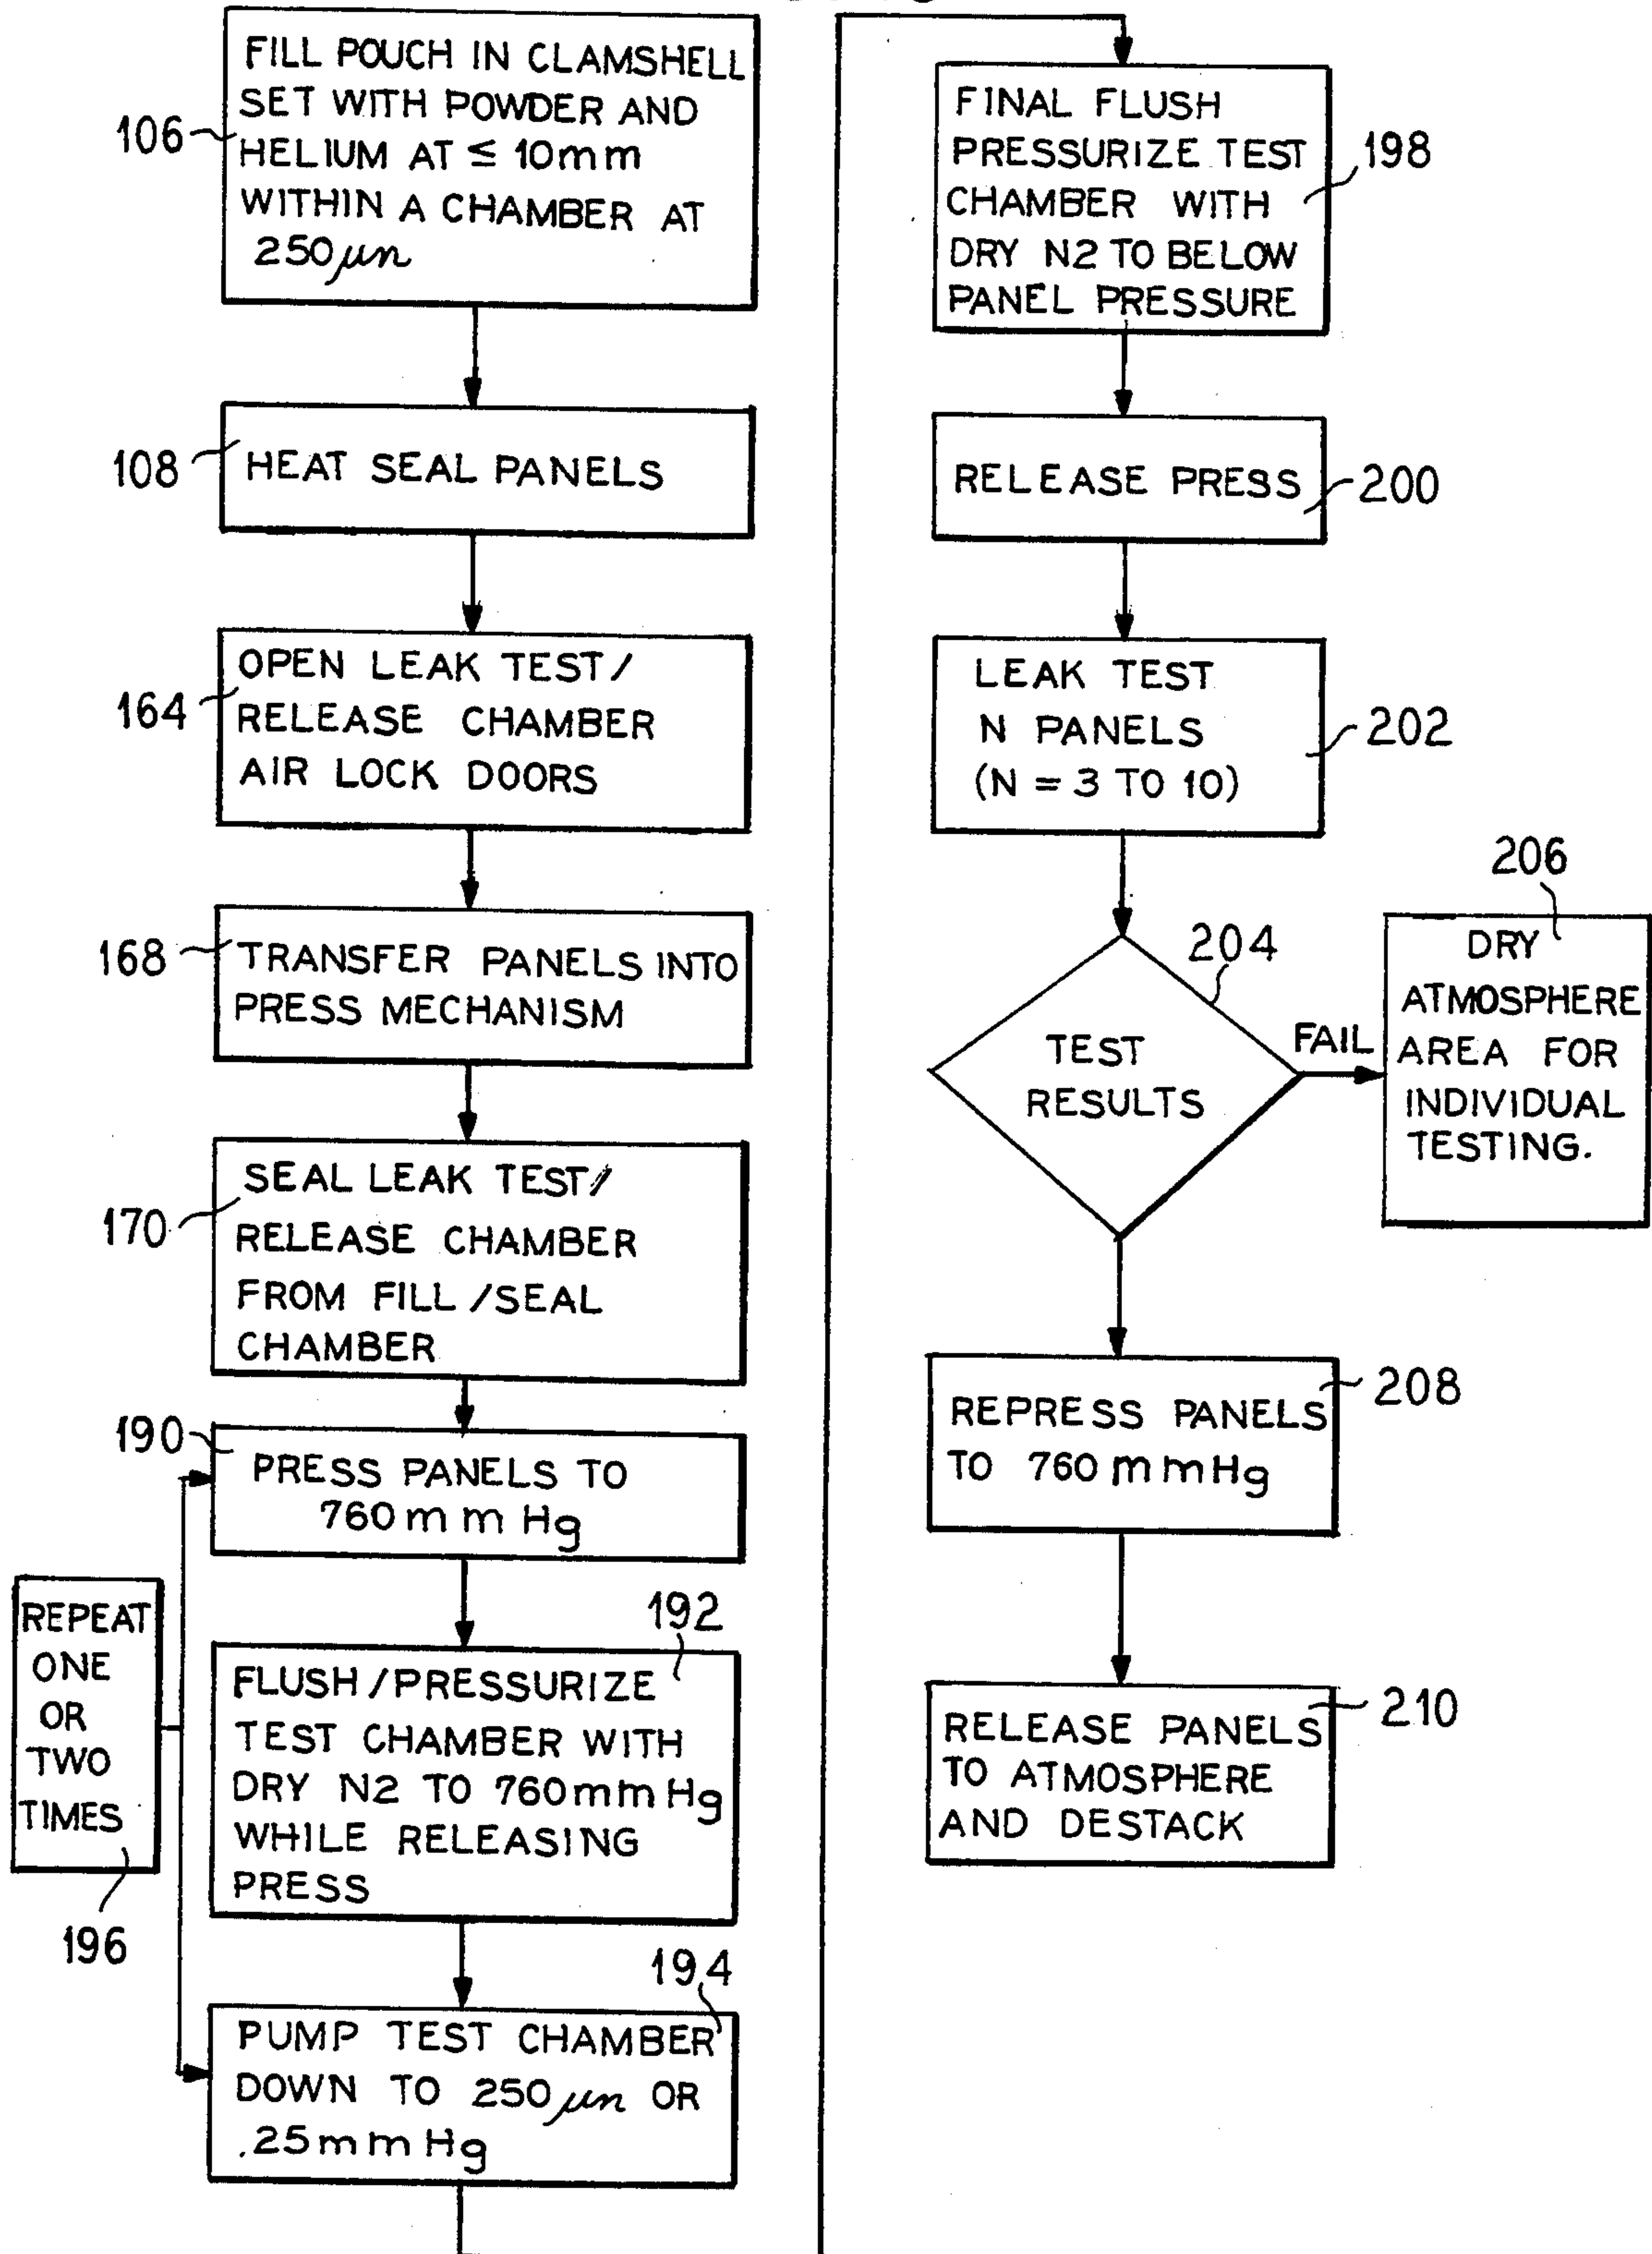 FILL POUCH IN CLAMSHELL
SET WITH POWDER AND
HELIUM AT ≤ 10mm
WITHIN A CHAMBER AT
250μn
106
HEAT SEAL PANELS
108
OPEN LEAK TEST/
RELEASE CHAMBER
AIR LOCK DOORS
164
TRANSFER PANELS INTO
PRESS MECHANISM
168
SEAL LEAK TEST/
RELEASE CHAMBER
FROM FILL/SEAL
CHAMBER
170
190
PRESS PANELS TO
760mmHg
192
FLUSH/PRESSURIZE
TEST CHAMBER WITH
DRY N2 TO 760mmHg
WHILE RELEASING
PRESS
REPEAT
ONE
OR
TWO
TIMES
196
194
PUMP TEST CHAMBER
DOWN TO 250μn OR
.25mmHg
FINAL FLUSH
PRESSURIZE TEST
CHAMBER WITH
DRY N2 TO BELOW
PANEL PRESSURE
198
RELEASE PRESS
200
LEAK TEST
N PANELS
(N = 3 TO 10)
202
204
TEST
RESULTS
FAIL
206
DRY
ATMOSPHERE
AREA FOR
INDIVIDUAL
TESTING.
REPRESS PANELS
TO 760mmHg
208
RELEASE PANELS
TO ATMOSPHERE
AND DESTACK
210